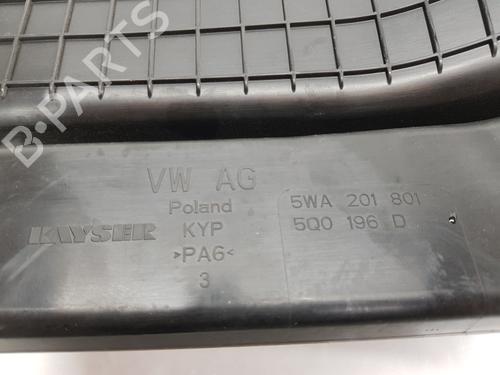 B-PARTS
VW AG
Poland
KAYSER KYP
>PA6<
3
5WA 201 801
5Q0 196 D